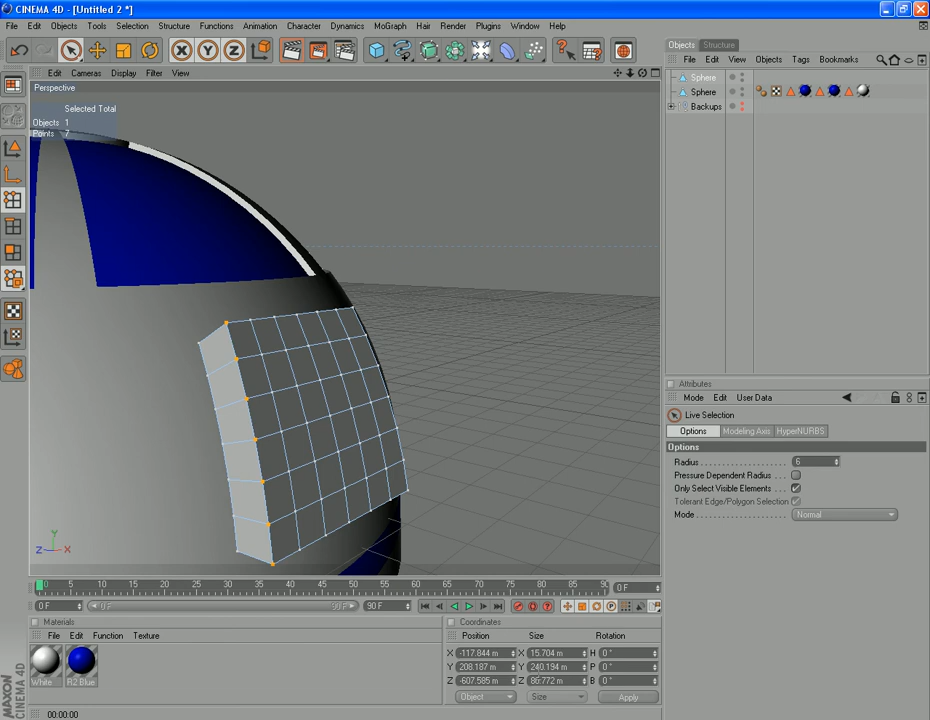 CINEMA 4D - [Untitled 2 *]
File Edit Objects Tools Selection Structure Functions Animation Character Dynamics MoGraph Hair Render Plugins Window Help
Edit Cameras Display Filter View
Perspective
Selected Total
Objects 1
Points 7
Y
Z X
0 5 10 15 20 25 30 35 40 45 50 55 60 65 70 75 80 85 90
0 F
0 F 0 F 90 F 90 F
Materials
File Edit Function Texture
White R2 Blue
Coordinates
Position Size Rotation
X -117.844 m X 15.704 m H 0 °
Y 208.187 m Y 240.194 m P 0 °
Z -607.585 m Z 86.772 m B 0 °
Object Size Apply
00:00:00
MAXON CINEMA 4D
Objects Structure
File Edit View Objects Tags Bookmarks
Sphere
Sphere
Backups
Attributes
Mode Edit User Data
Live Selection
Options Modeling Axis HyperNURBS
Options
Radius 6
Pressure Dependent Radius
Only Select Visible Elements
Tolerant Edge/Polygon Selection
Mode Normal